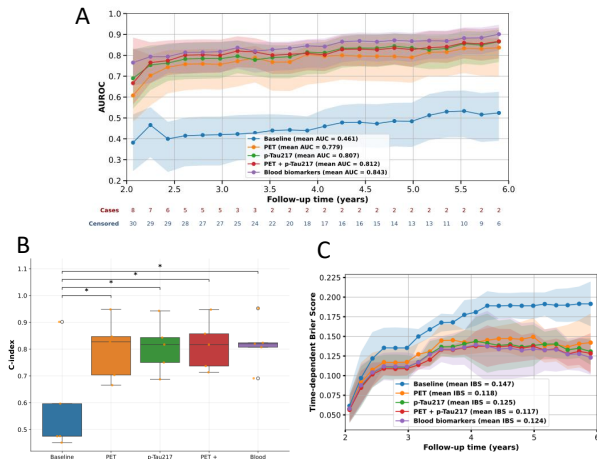 A
1.0
0.9
0.8
0.7
0.6
0.5
0.4
0.3
0.2
AUROC
Baseline (mean AUC = 0.461)
PET (mean AUC = 0.779)
p-Tau217 (mean AUC = 0.807)
PET + p-Tau217 (mean AUC = 0.812)
Blood biomarkers (mean AUC = 0.843)
2.0 2.5 3.0 3.5 4.0 4.5 5.0 5.5 6.0
Follow-up time (years)
Cases 8 7 6 5 5 5 3 3 2 2 2 2 2 2 2 2 2 2 2 2 2 2
Censored 30 29 29 28 27 27 25 24 22 20 18 17 16 16 15 14 13 13 11 10 9 6
B
1.1
1.0
0.9
0.8
0.7
0.6
0.5
C-index
* * * *
Baseline PET p-Tau217 PET + Blood
C
0.225
0.200
0.175
0.150
0.125
0.100
0.075
0.050
Time-dependent Brier Score
Baseline (mean IBS = 0.147)
PET (mean IBS = 0.118)
p-Tau217 (mean IBS = 0.125)
PET + p-Tau217 (mean IBS = 0.117)
Blood biomarkers (mean IBS = 0.124)
2 3 4 5 6
Follow-up time (years)